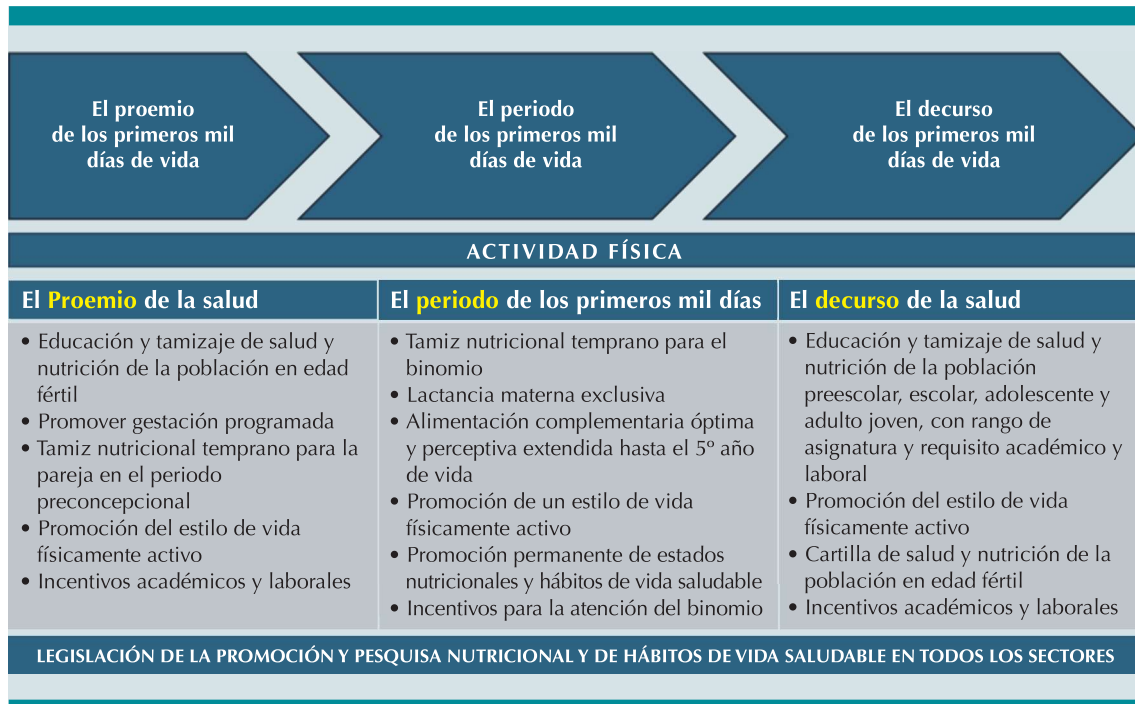 El proemio
de los primeros mil
días de vida
El periodo
de los primeros mil
días de vida
El decurso
de los primeros mil
días de vida
ACTIVIDAD FÍSICA
El Proemio de la salud
• Educación y tamizaje de salud y
nutrición de la población en edad
fértil
• Promover gestación programada
• Tamiz nutricional temprano para la
pareja en el periodo
preconcepcional
• Promoción del estilo de vida
físicamente activo
• Incentivos académicos y laborales
El periodo de los primeros mil días
• Tamiz nutricional temprano para el
binomio
• Lactancia materna exclusiva
• Alimentación complementaria óptima
y perceptiva extendida hasta el 5º año
de vida
• Promoción de un estilo de vida
físicamente activo
• Promoción permanente de estados
nutricionales y hábitos de vida saludable
• Incentivos para la atención del binomio
El decurso de la salud
• Educación y tamizaje de salud y
nutrición de la población
preescolar, escolar, adolescente y
adulto joven, con rango de
asignatura y requisito académico y
laboral
• Promoción del estilo de vida
físicamente activo
• Cartilla de salud y nutrición de la
población en edad fértil
• Incentivos académicos y laborales
LEGISLACIÓN DE LA PROMOCIÓN Y PESQUISA NUTRICIONAL Y DE HÁBITOS DE VIDA SALUDABLE EN TODOS LOS SECTORES